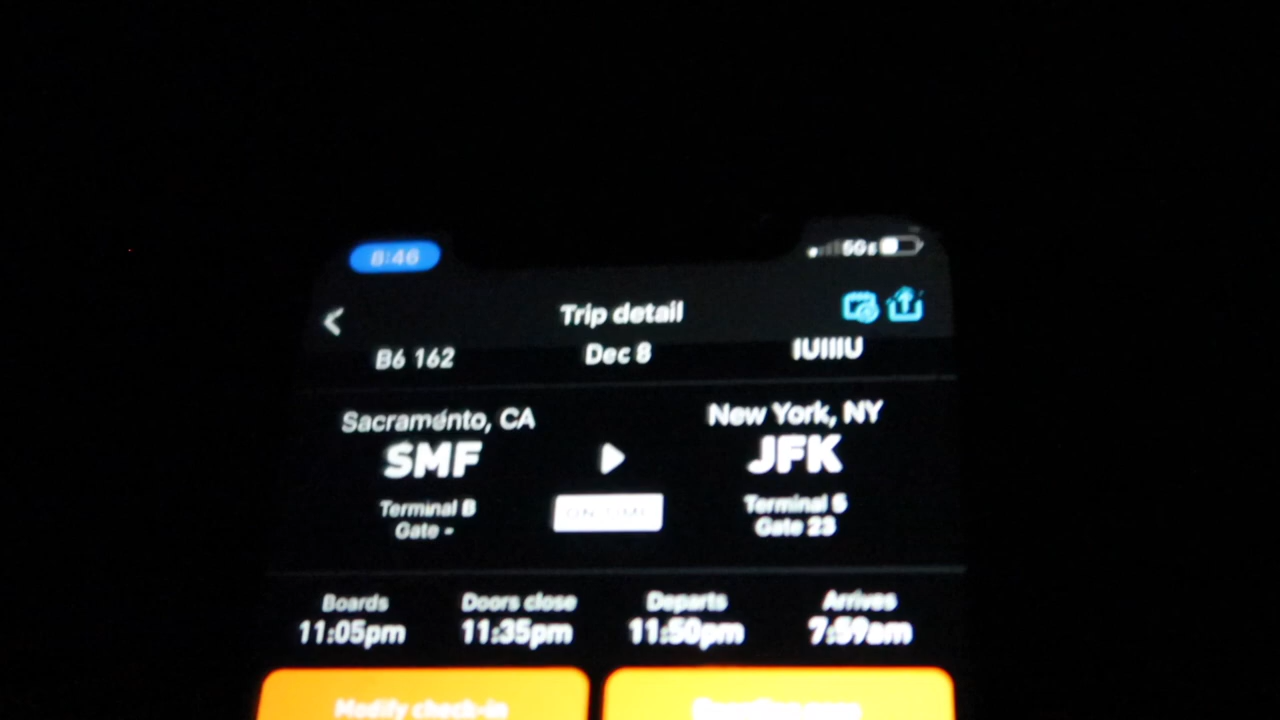 8:46
Trip detail
B6 162 Dec 8
Sacramento, CA New York, NY
SMF JFK
Terminal B Terminal 5
Gate - Gate 23
Boards Doors close Departs Arrives
11:05pm 11:35pm 11:50pm 7:59am
Modify check-in